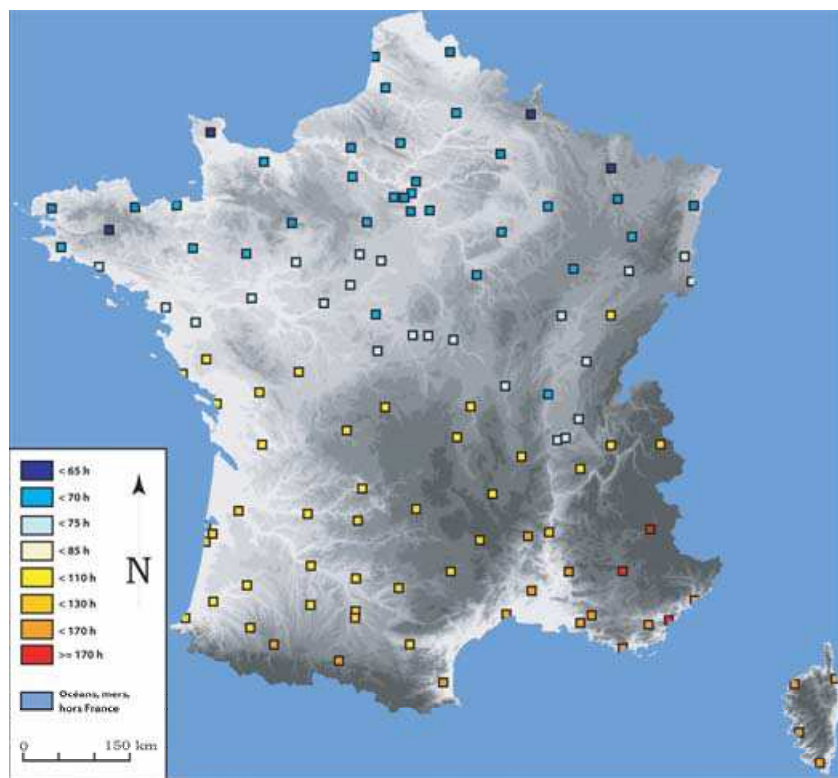 < 65 h
< 70 h
< 75 h
< 85 h
< 110 h
< 130 h
< 170 h
>= 170 h
N
Océans, mers,
hors France
0 150 km